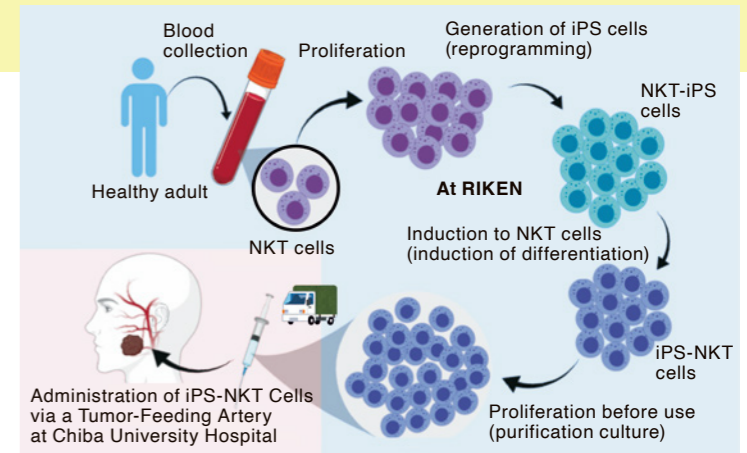 Blood
collection
Proliferation
Generation of iPS cells
(reprogramming)
NKT-iPS
cells
Healthy adult
NKT cells
At RIKEN
Induction to NKT cells
(induction of differentiation)
iPS-NKT
cells
Proliferation before use
(purification culture)
Administration of iPS-NKT Cells
via a Tumor-Feeding Artery
at Chiba University Hospital